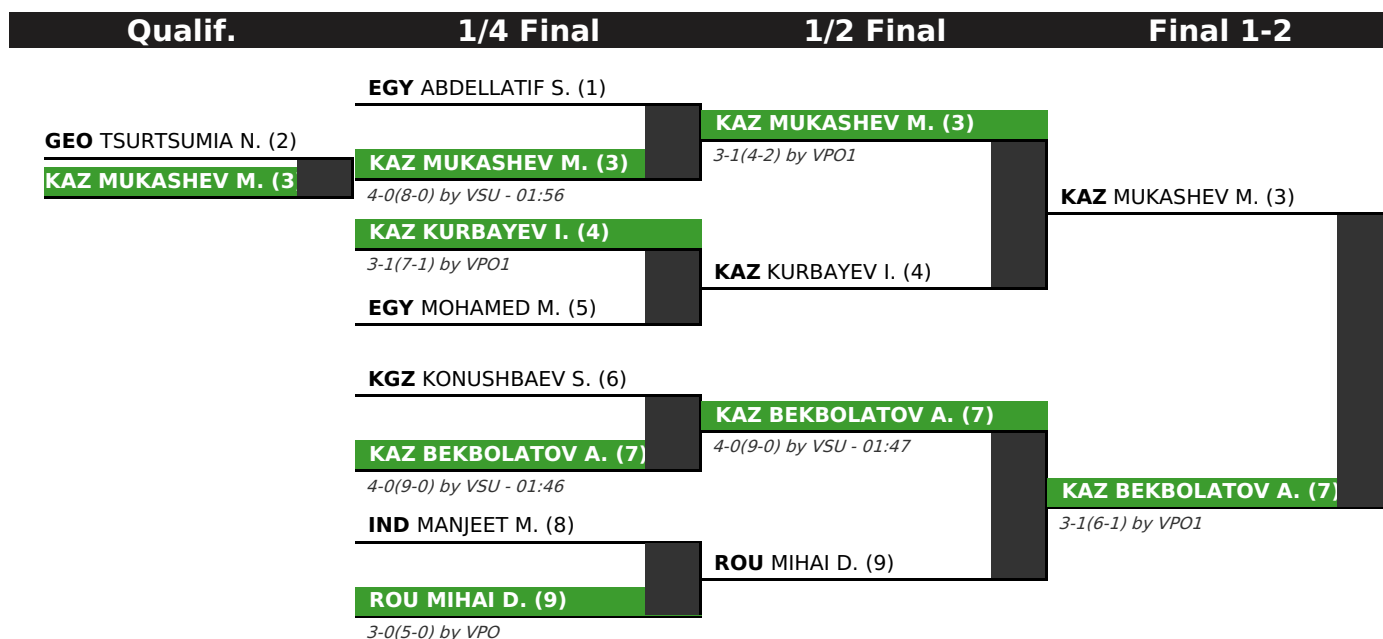 Qualif. 1/4 Final 1/2 Final Final 1-2
GEO TSURTSUMIA N. (2)
KAZ MUKASHEV M. (3
EGY ABDELLATIF S. (1)
KAZ MUKASHEV M. (3)
4-0(8-0) by VSU - 01:56
KAZ KURBAYEV I. (4)
3-1(7-1) by VPO1
EGY MOHAMED M. (5)
KGZ KONUSHBAEV S. (6)
KAZ BEKBOLATOV A. (7)
4-0(9-0) by VSU - 01:46
IND MANJEET M. (8)
ROU MIHAI D. (9)
3-0(5-0) by VPO
KAZ MUKASHEV M. (3)
3-1(4-2) by VPO1
KAZ KURBAYEV I. (4)
KAZ BEKBOLATOV A. (7)
4-0(9-0) by VSU - 01:47
ROU MIHAI D. (9)
KAZ MUKASHEV M. (3)
KAZ BEKBOLATOV A. (7)
3-1(6-1) by VPO1